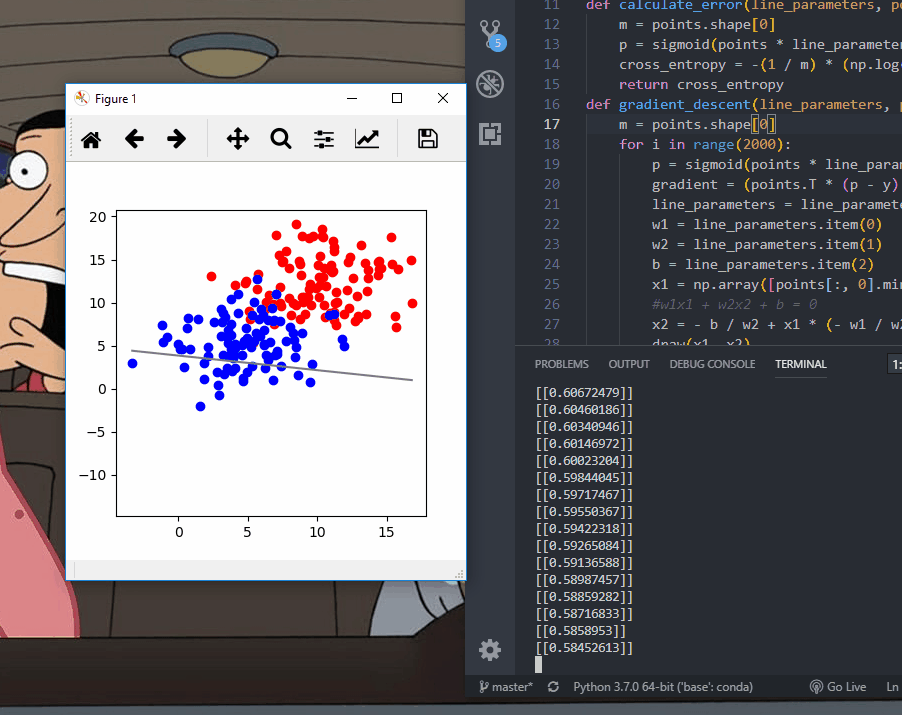 Figure 1
20
15
10
5
0
−5
−10
0
5
10
15
5
11 def calculate_error(line_parameters,
12 m = points.shape[0]
13 p = sigmoid(points * line_parameter
14 cross_entropy = -(1 / m) * (np.log
15 return cross_entropy
16 def gradient_descent(line_parameters,
17 m = points.shape[0]
18 for i in range(2000):
19 p = sigmoid(points * line_param
20 gradient = (points.T * (p - y)
21 line_parameters = line_paramete
22 w1 = line_parameters.item(0)
23 w2 = line_parameters.item(1)
24 b = line_parameters.item(2)
25 x1 = np.array([points[:, 0].min
26 #w1x1 + w2x2 + b = 0
27 x2 = - b / w2 + x1 * (- w1 / w2
28 draw(x1, x2)
PROBLEMS OUTPUT DEBUG CONSOLE TERMINAL 1:
[[0.60672479]]
[[0.60460186]]
[[0.60340946]]
[[0.60146972]]
[[0.60023204]]
[[0.59844045]]
[[0.59717467]]
[[0.59550367]]
[[0.59422318]]
[[0.59265084]]
[[0.59136588]]
[[0.58987457]]
[[0.58859282]]
[[0.58716833]]
[[0.5858953]]
[[0.58452613]]
master* Python 3.7.0 64-bit ('base': conda) Go Live Ln